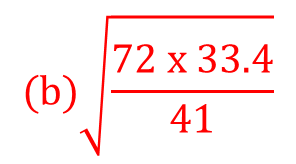 (b) √(72 x 33.4 / 41)